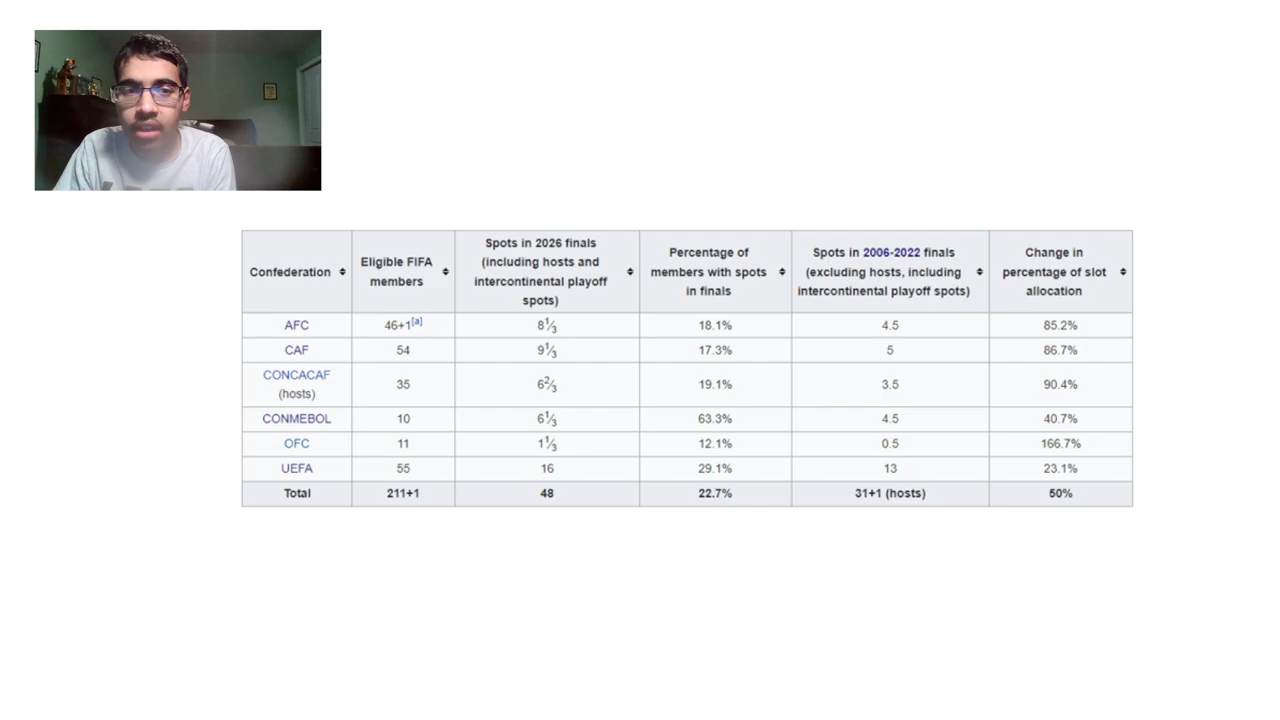 Confederation
Eligible FIFA
members
Spots in 2026 finals
(including hosts and
intercontinental playoff
spots)
Percentage of
members with spots
in finals
Spots in 2006-2022 finals
(excluding hosts, including
intercontinental playoff spots)
Change in
percentage of slot
allocation
AFC 46+1[a] 8⅓ 18.1% 4.5 85.2%
CAF 54 9⅓ 17.3% 5 86.7%
CONCACAF
(hosts) 35 6⅔ 19.1% 3.5 90.4%
CONMEBOL 10 6⅓ 63.3% 4.5 40.7%
OFC 11 1⅓ 12.1% 0.5 166.7%
UEFA 55 16 29.1% 13 23.1%
Total 211+1 48 22.7% 31+1 (hosts) 50%